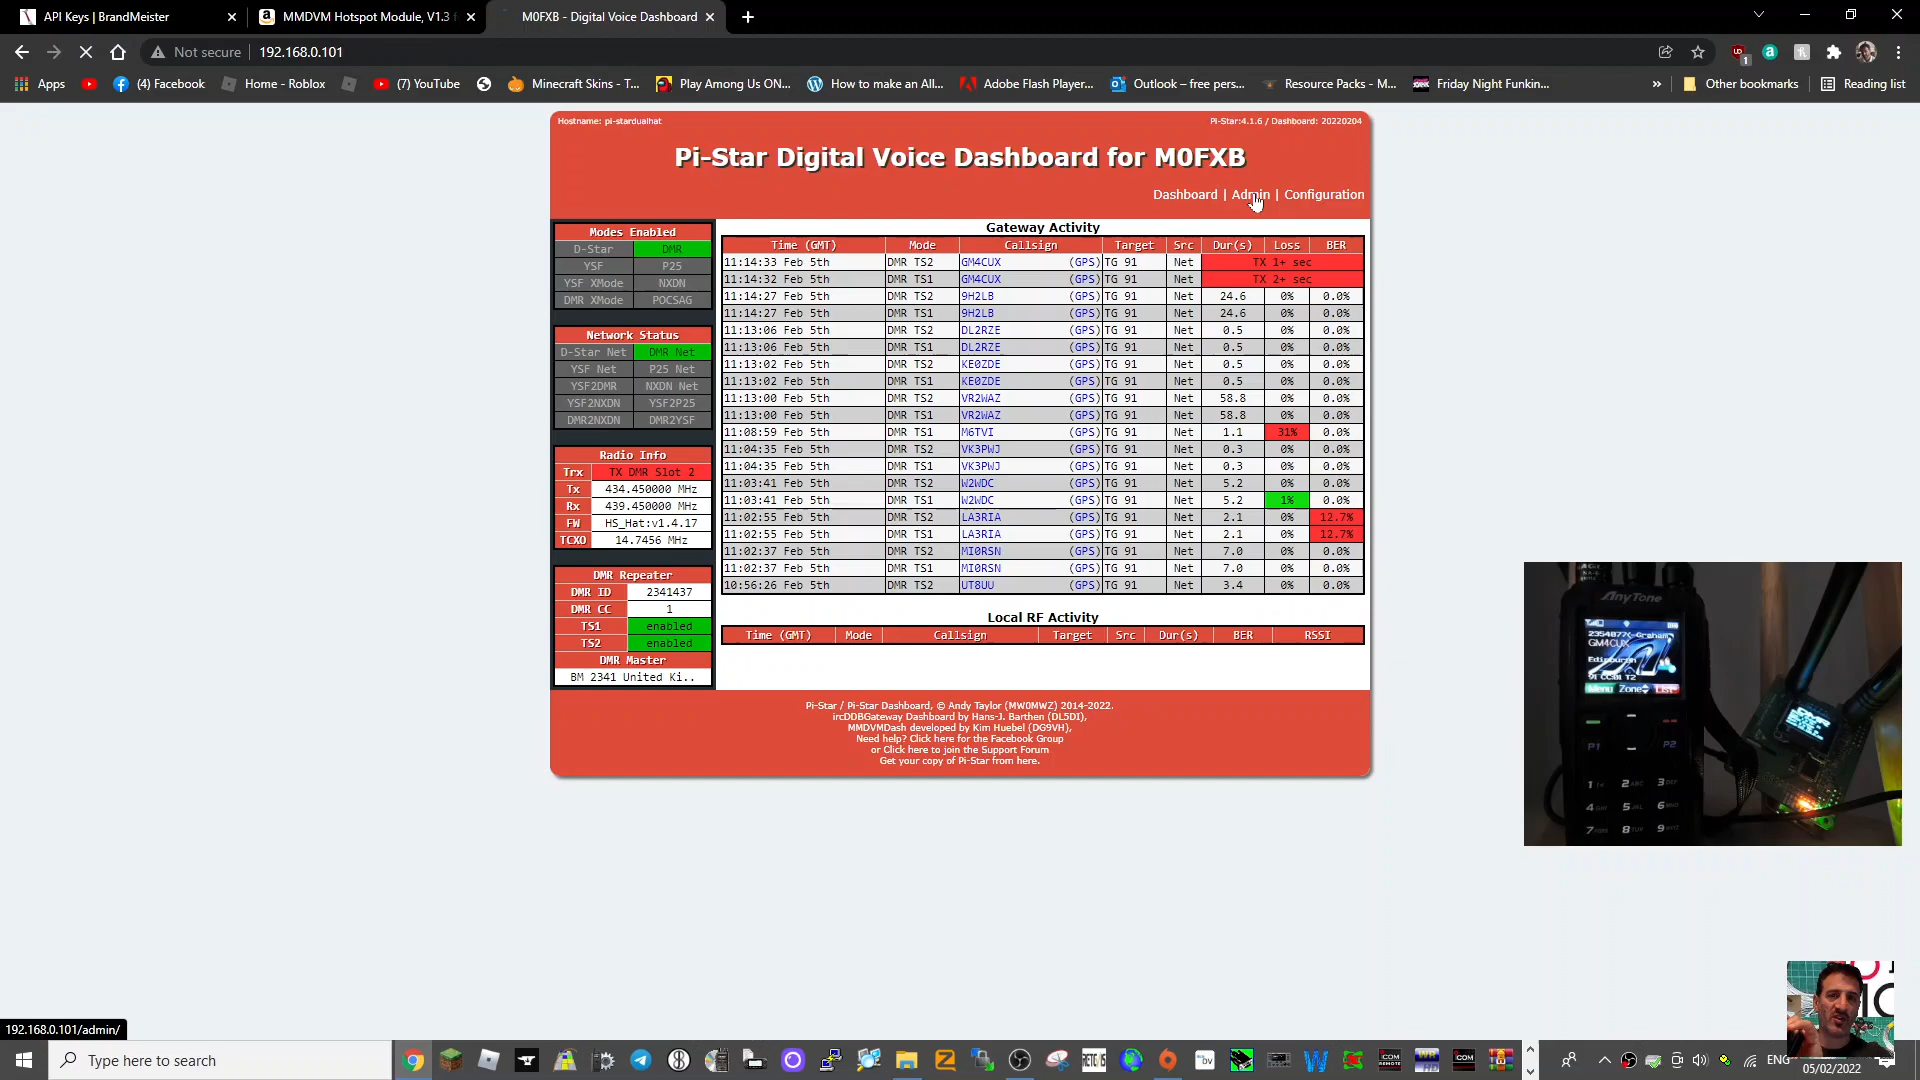 API Keys | BrandMeister
MMDVM Hotspot Module, V1.3 f
M0FXB - Digital Voice Dashboard
Not secure
192.168.0.101
Apps
(4) Facebook
Home - Roblox
(7) YouTube
Minecraft Skins - T...
Play Among Us ON...
How to make an All...
Adobe Flash Player...
Outlook – free pers...
Resource Packs - M...
Friday Night Funkin...
Other bookmarks
Reading list
Hostname: pi-stardualhat
Pi-Star:4.1.6 / Dashboard: 20220204
Pi-Star Digital Voice Dashboard for M0FXB
Dashboard | Admin | Configuration
Modes Enabled
D-Star DMR
YSF P25
YSF XMode NXDN
DMR XMode POCSAG
Network Status
D-Star Net DMR Net
YSF Net P25 Net
YSF2DMR NXDN Net
YSF2NXDN YSF2P25
DMR2NXDN DMR2YSF
Radio Info
Trx TX DMR Slot 2
Tx 434.450000 MHz
Rx 439.450000 MHz
FW HS_Hat:v1.4.17
TCXO 14.7456 MHz
DMR Repeater
DMR ID 2341437
DMR CC 1
TS1 enabled
TS2 enabled
DMR Master
BM 2341 United Ki..
Gateway Activity
Time (GMT) Mode Callsign Target Src Dur(s) Loss BER
11:14:33 Feb 5th DMR TS2 GM4CUX (GPS) TG 91 Net TX 1+ sec
11:14:32 Feb 5th DMR TS1 GM4CUX (GPS) TG 91 Net TX 2+ sec
11:14:27 Feb 5th DMR TS2 9H2LB (GPS) TG 91 Net 24.6 0% 0.0%
11:14:27 Feb 5th DMR TS1 9H2LB (GPS) TG 91 Net 24.6 0% 0.0%
11:13:06 Feb 5th DMR TS2 DL2RZE (GPS) TG 91 Net 0.5 0% 0.0%
11:13:06 Feb 5th DMR TS1 DL2RZE (GPS) TG 91 Net 0.5 0% 0.0%
11:13:02 Feb 5th DMR TS2 KE0ZDE (GPS) TG 91 Net 0.5 0% 0.0%
11:13:02 Feb 5th DMR TS1 KE0ZDE (GPS) TG 91 Net 0.5 0% 0.0%
11:13:00 Feb 5th DMR TS2 VR2WAZ (GPS) TG 91 Net 58.8 0% 0.0%
11:13:00 Feb 5th DMR TS1 VR2WAZ (GPS) TG 91 Net 58.8 0% 0.0%
11:08:59 Feb 5th DMR TS1 M6TVI (GPS) TG 91 Net 1.1 31% 0.0%
11:04:35 Feb 5th DMR TS2 VK3PWJ (GPS) TG 91 Net 0.3 0% 0.0%
11:04:35 Feb 5th DMR TS1 VK3PWJ (GPS) TG 91 Net 0.3 0% 0.0%
11:03:41 Feb 5th DMR TS2 W2WDC (GPS) TG 91 Net 5.2 0% 0.0%
11:03:41 Feb 5th DMR TS1 W2WDC (GPS) TG 91 Net 5.2 1% 0.0%
11:02:55 Feb 5th DMR TS2 LA3RIA (GPS) TG 91 Net 2.1 0% 12.7%
11:02:55 Feb 5th DMR TS1 LA3RIA (GPS) TG 91 Net 2.1 0% 12.7%
11:02:37 Feb 5th DMR TS2 MI0RSN (GPS) TG 91 Net 7.0 0% 0.0%
11:02:37 Feb 5th DMR TS1 MI0RSN (GPS) TG 91 Net 7.0 0% 0.0%
10:56:26 Feb 5th DMR TS2 UT8UU (GPS) TG 91 Net 3.4 0% 0.0%
Local RF Activity
Time (GMT) Mode Callsign Target Src Dur(s) BER RSSI
Pi-Star / Pi-Star Dashboard, © Andy Taylor (MW0MWZ) 2014-2022.
ircDDBGateway Dashboard by Hans-J. Barthen (DL5DI),
MMDVMDash developed by Kim Huebel (DG9VH),
Need help? Click here for the Facebook Group
or Click here to join the Support Forum
Get your copy of Pi-Star from here.
AnyTone
2354077
Graham
GM4CUX
Edinburgh
91 CC:01 T2
Menu Zone List
P1 P2
192.168.0.101/admin/
Type here to search
ENG
05/02/2022